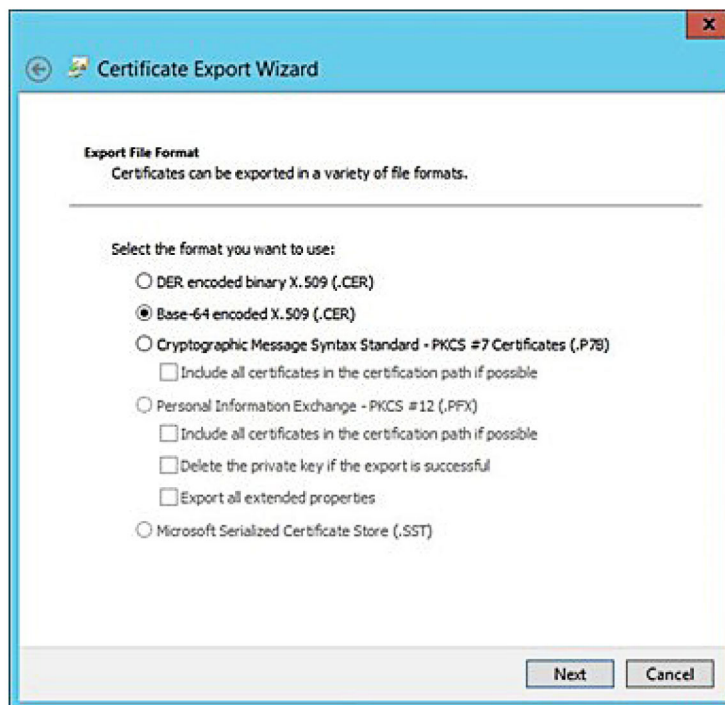 Certificate Export Wizard
Export File Format
Certificates can be exported in a variety of file formats.
Select the format you want to use:
DER encoded binary X.509 (.CER)
Base-64 encoded X.509 (.CER)
Cryptographic Message Syntax Standard - PKCS #7 Certificates (.P7B)
Include all certificates in the certification path if possible
Personal Information Exchange - PKCS #12 (.PFX)
Include all certificates in the certification path if possible
Delete the private key if the export is successful
Export all extended properties
Microsoft Serialized Certificate Store (.SST)
Next Cancel